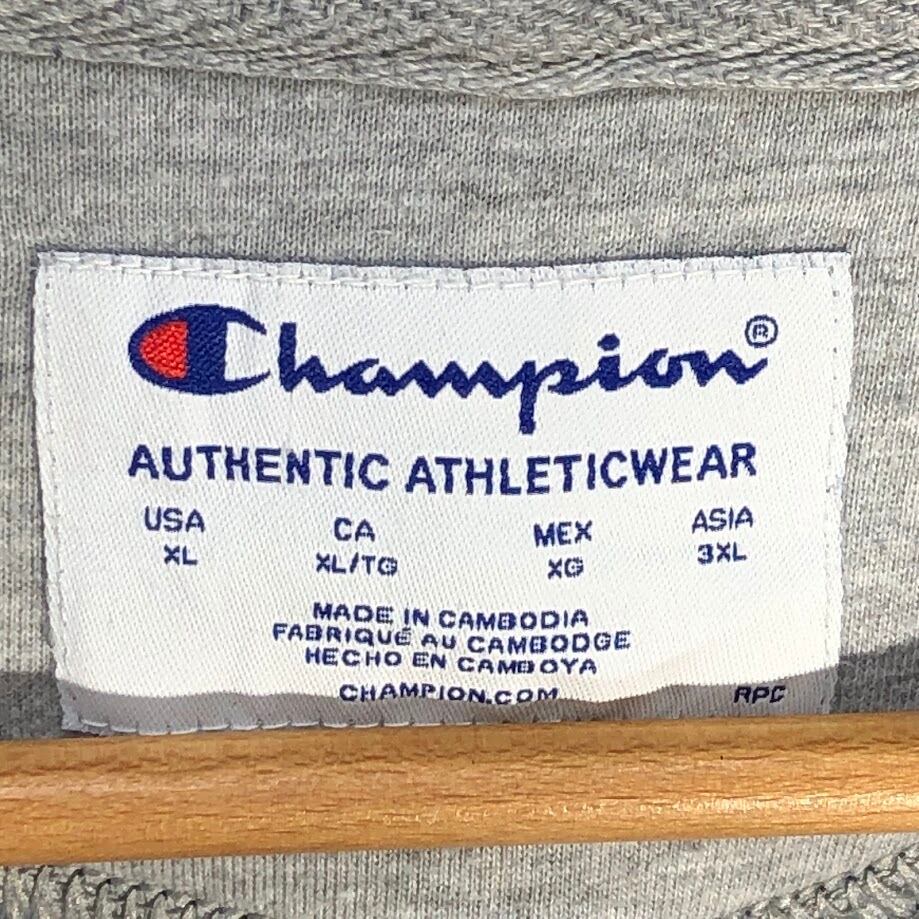 Champion®
AUTHENTIC ATHLETICWEAR
USA CA MEX ASIA
XL XL/TG XG 3XL
MADE IN CAMBODIA
FABRIQUÉ AU CAMBODGE
HECHO EN CAMBOYA
CHAMPION.COM RPC